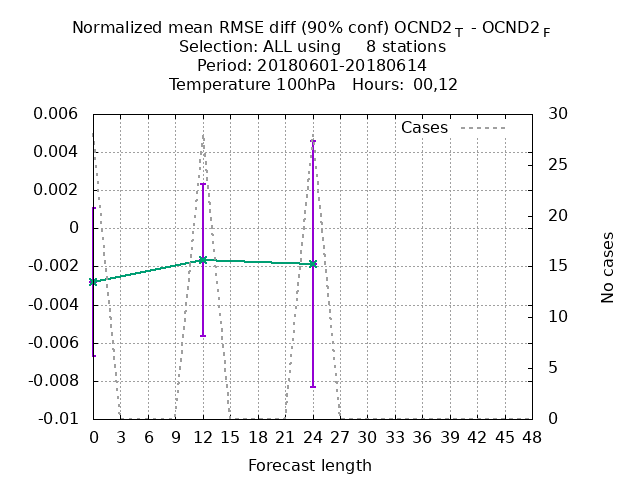 Normalized mean RMSE diff (90% conf) OCND2 T - OCND2 F
Selection: ALL using 8 stations
Period: 20180601-20180614
Temperature 100hPa Hours: 00,12
Cases
0.006
0.004
0.002
0
-0.002
-0.004
-0.006
-0.008
-0.01
30
25
20
15
10
5
0
No cases
0 3 6 9 12 15 18 21 24 27 30 33 36 39 42 45 48
Forecast length